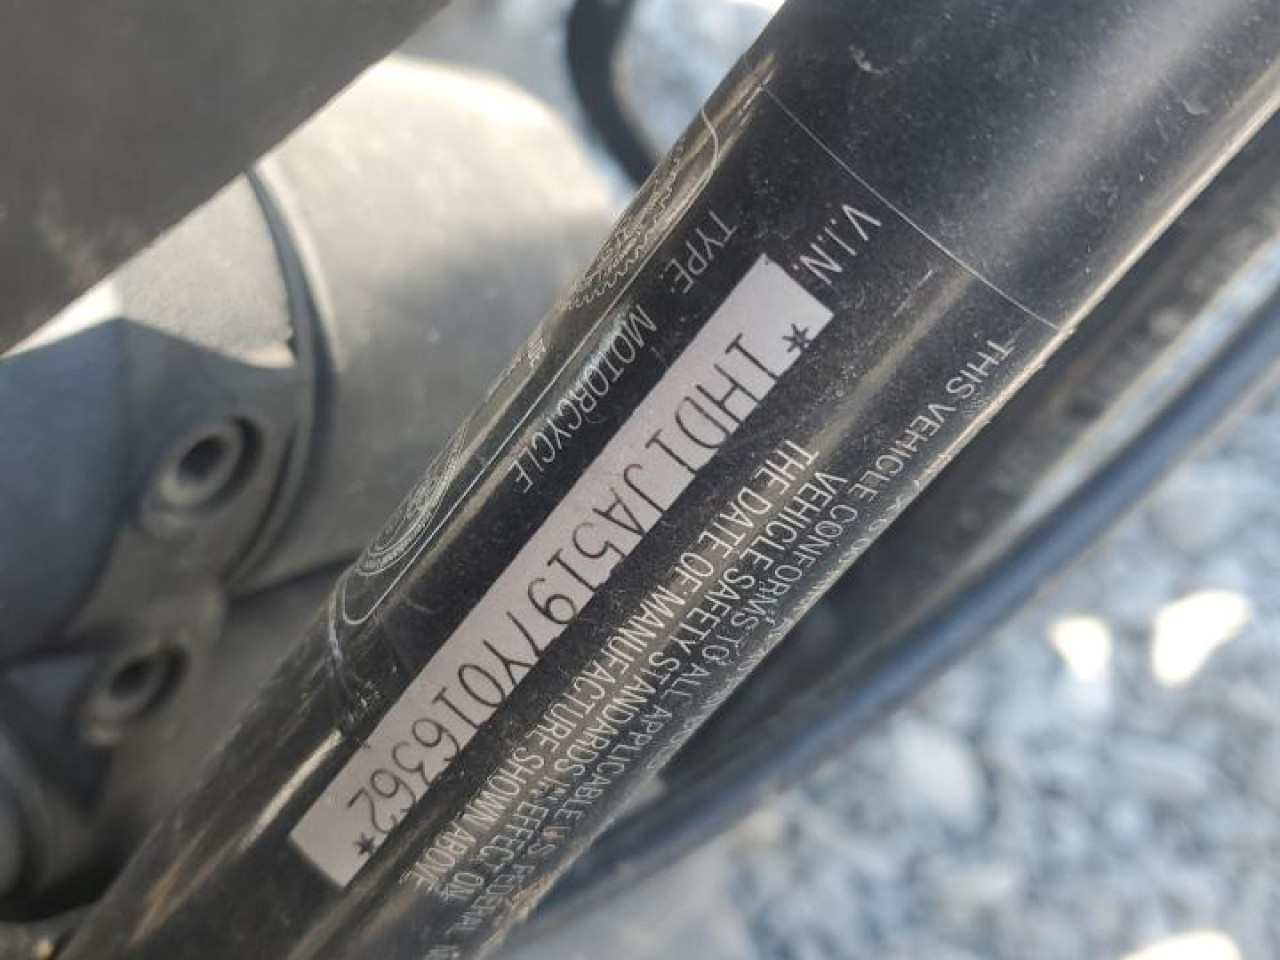 THIS VEHICLE CONFORMS TO ALL APPLICABLE U.S. FEDERAL
VEHICLE SAFETY STANDARDS IN EFFECT ON
THE DATE OF MANUFACTURE SHOWN ABOVE
V.I.N.: *1HD1JA5197Y016362*
TYPE: MOTORCYCLE